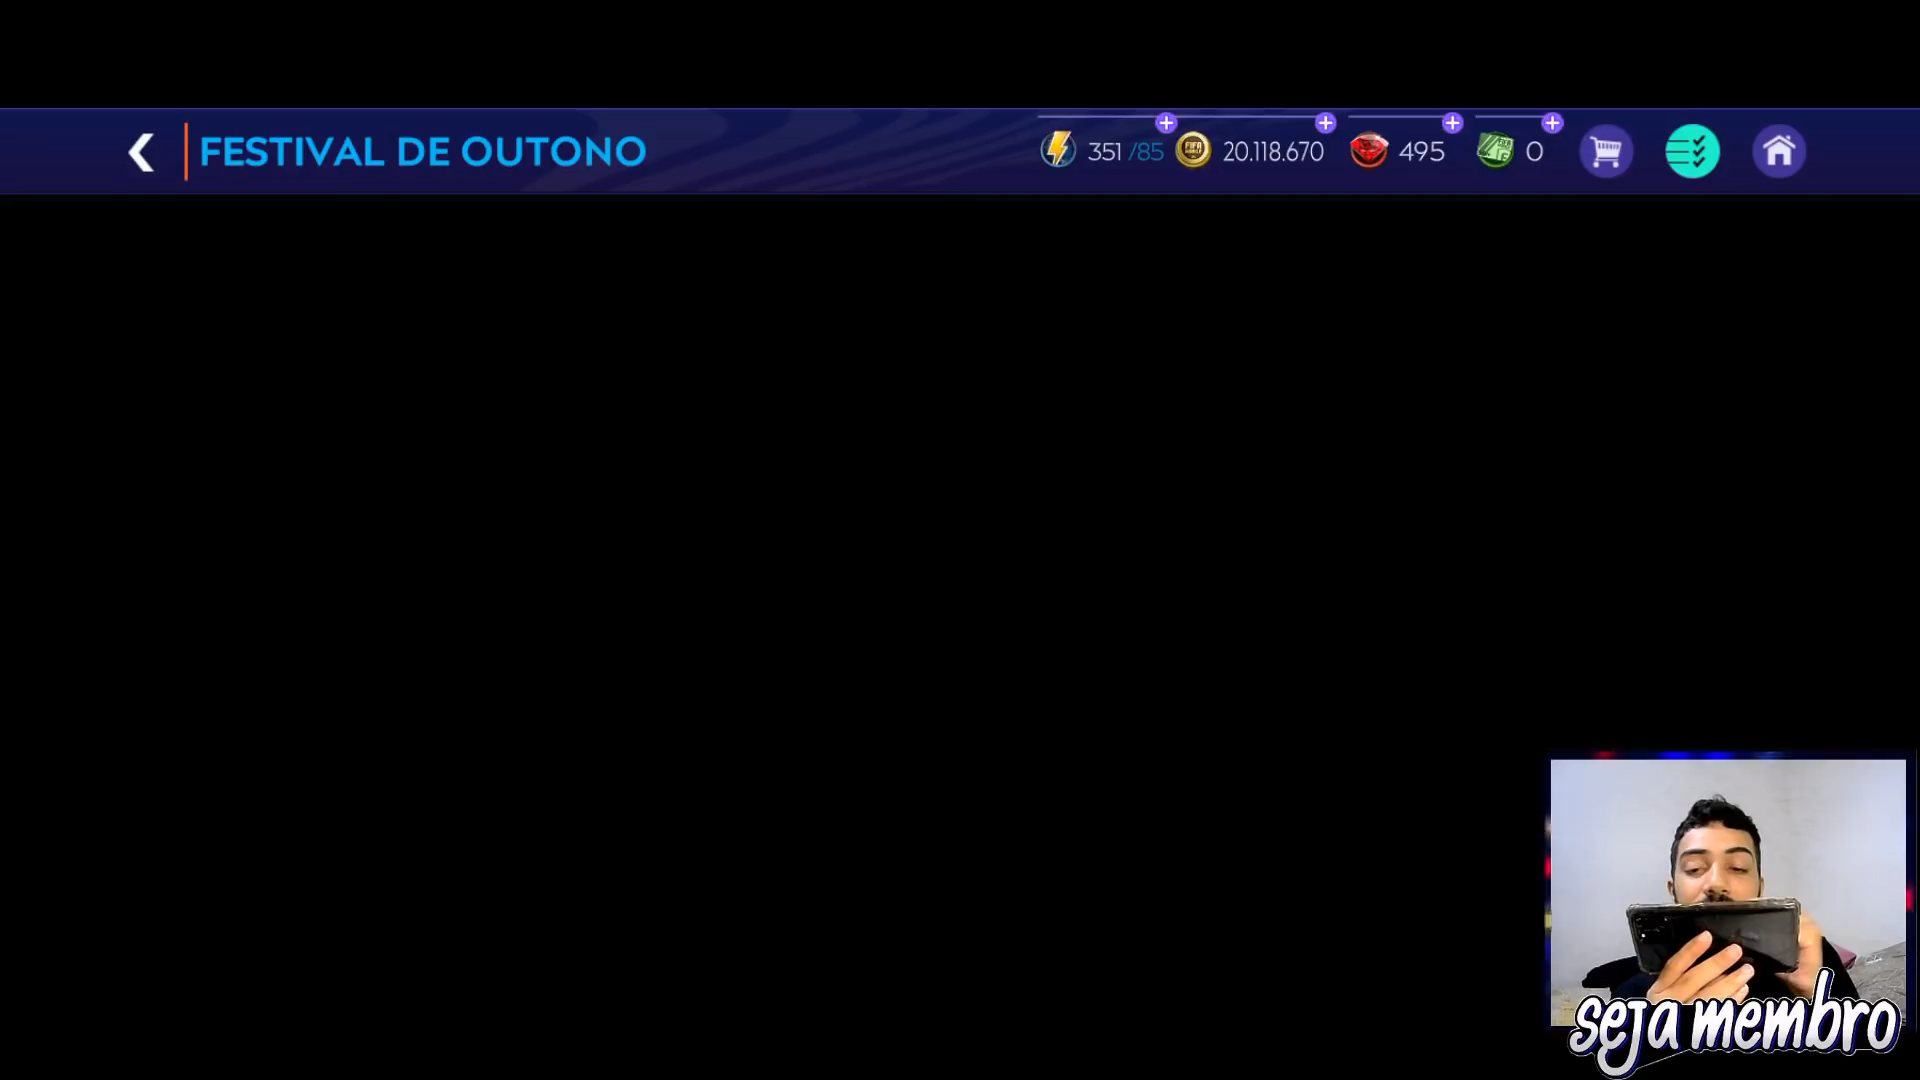 FESTIVAL DE OUTONO
351 /85
20.118.670
495
0
seja membro